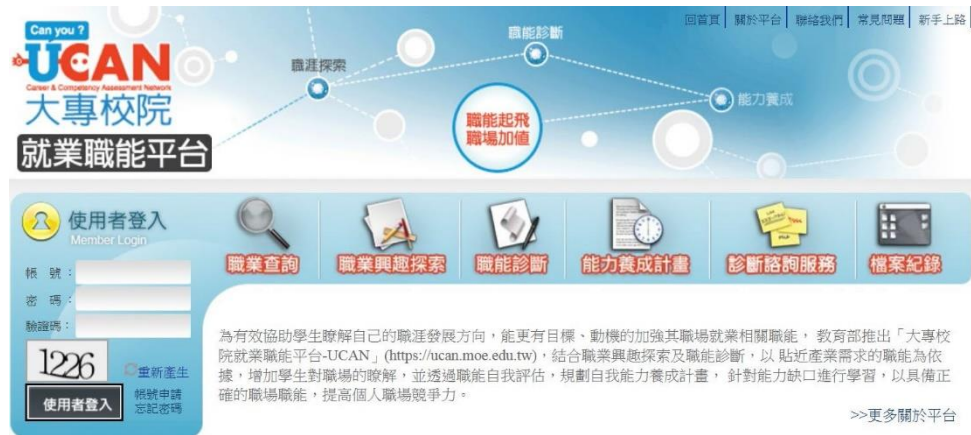 回首頁 關於平台 聯絡我們 常見問題 新手上路
Can you ?
UCAN
Career & Competency Assessment Network
大專校院
就業職能平台
職涯探索
職能診斷
能力養成
職能起飛
職場加值
使用者登入
Member Login
帳 號：
密 碼：
驗證碼：
1226
重新產生
使用者登入
帳號申請
忘記密碼
職業查詢 職業興趣探索 職能診斷 能力養成計畫 診斷諮詢服務 檔案紀錄
為有效協助學生瞭解自己的職涯發展方向，能更有目標、動機的加強其職場就業相關職能， 教育部推出「大專校
院就業職能平台-UCAN」(https://ucan.moe.edu.tw)，結合職業興趣探索及職能診斷，以 貼近產業需求的職能為依
據，增加學生對職場的瞭解，並透過職能自我評估，規劃自我能力養成計畫， 針對能力缺口進行學習，以具備正
確的職場職能，提高個人職場競爭力。
>>更多關於平台